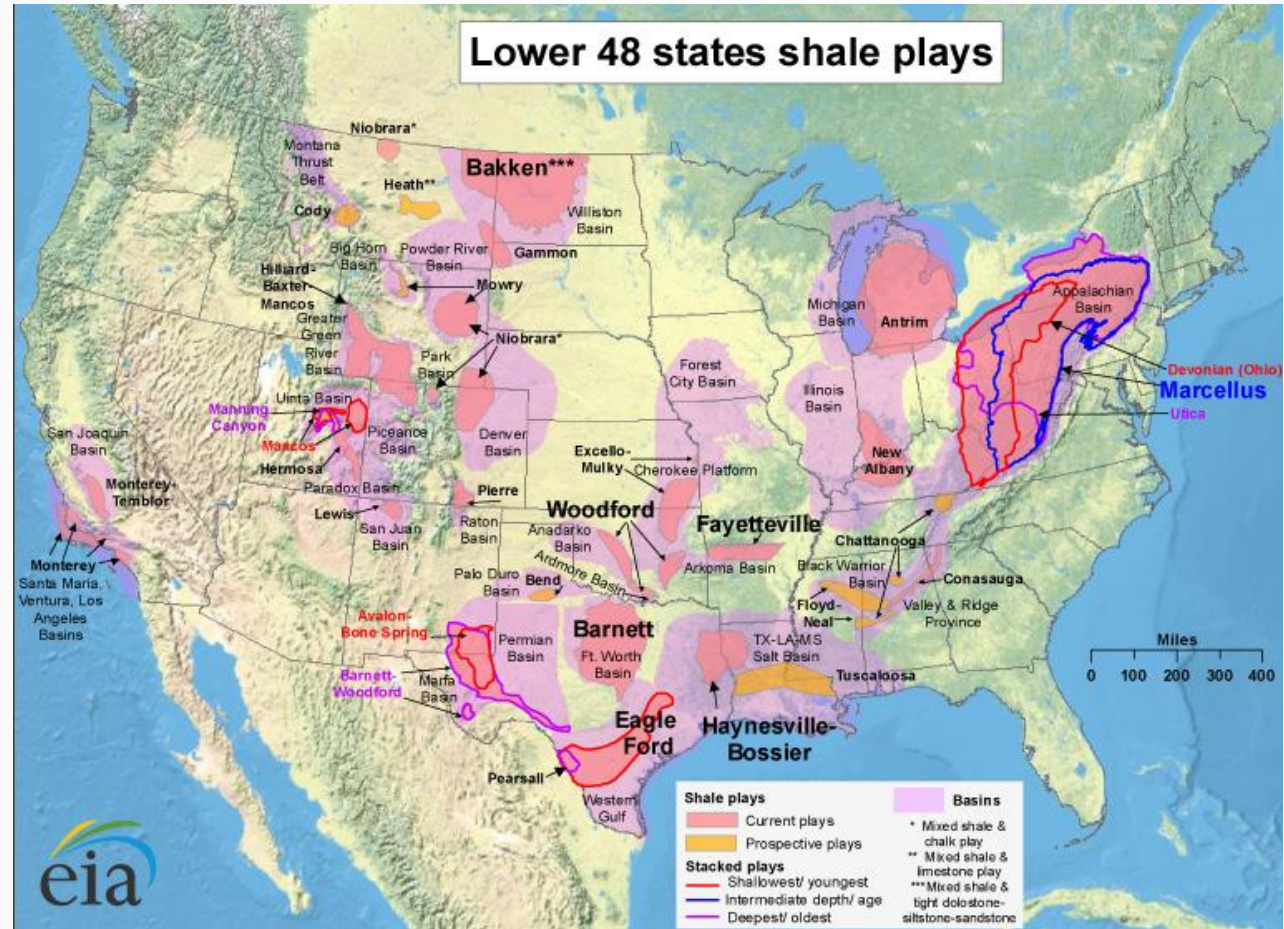 Lower 48 states shale plays
Niobrara*
Montana
Thrust
Belt
Bakken***
Heath**
Cody
Williston
Basin
Big Horn
Basin
Powder River
Basin
Gammon
Hilliard-
Baxter-
Mancos
Mowry
Greater
Green
River
Basin
Niobrara*
Park
Basin
Michigan
Basin
Antrim
Appalachian
Basin
Devonian (Ohio)
Marcellus
Utica
Forest
City Basin
Illinois
Basin
Uinta Basin
Manning
Canyon
Mancos
Piceance
Basin
Denver
Basin
San Joaquin
Basin
Hermosa
Excello-
Mulky
Cherokee Platform
New
Albany
Monterey-
Temblor
Paradox Basin
Lewis
San Juan
Basin
Pierre
Raton
Basin
Woodford
Anadarko
Basin
Fayetteville
Chattanooga
Arkoma Basin
Black Warrior
Basin
Conasauga
Monterey
Santa Maria,
Ventura, Los
Angeles
Basins
Ardmore Basin
Palo Duro
Basin
Bend
Floyd-
Neal
Valley & Ridge
Province
Avalon-
Bone Spring
Permian
Basin
Barnett
Ft. Worth
Basin
TX-LA-MS
Salt Basin
Tuscaloosa
Barnett-
Woodford
Marfa
Basin
Eagle
Ford
Haynesville-
Bossier
Pearsall
Western
Gulf
Miles
0 100 200 300 400
Shale plays
Current plays
Prospective plays
Stacked plays
Shallowest/ youngest
Intermediate depth/ age
Deepest/ oldest
Basins
* Mixed shale &
chalk play
** Mixed shale &
limestone play
***Mixed shale &
tight dolostone-
siltstone-sandstone
eia